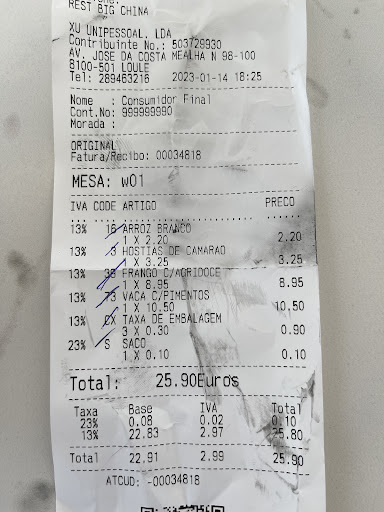 REST BIG CHINA
XU UNIPESSOAL, LDA
Contribuinte No.: 503729930
AV. JOSE DA COSTA MEALHA N 98-100
8100-501 LOULE
Tel: 289463216 2023-01-14 18:25
Nome : Consumidor Final
Cont.No: 999999990
Morada :
ORIGINAL
Fatura/Recibo: 00034818
MESA: w01
IVA CODE ARTIGO PRECO
13% 16 ARROZ BRANCO
1 X 2.20 2.20
13% 3 HOSTIAS DE CAMARAO
1 X 3.25 3.25
13% 38 FRANGO C/AGRIDOCE
1 X 8.95 8.95
13% 73 VACA C/PIMENTOS
1 X 10.50 10.50
13% CX TAXA DE EMBALAGEM
3 X 0.30 0.90
23% S SACO
1 X 0.10 0.10
Total: 25.90Euros
Taxa Base IVA Total
23% 0.08 0.02 0.10
13% 22.83 2.97 25.80
Total 22.91 2.99 25.90
ATCUD: -00034818